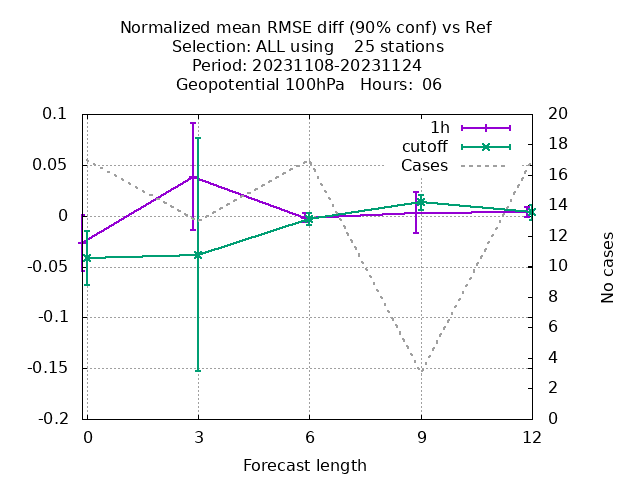 Normalized mean RMSE diff (90% conf) vs Ref
Selection: ALL using    25 stations
Period: 20231108-20231124
Geopotential 100hPa   Hours:  06
1h
cutoff
Cases
0.1
0.05
0
-0.05
-0.1
-0.15
-0.2
20
18
16
14
12
10
8
6
4
2
0
No cases
0
3
6
9
12
Forecast length